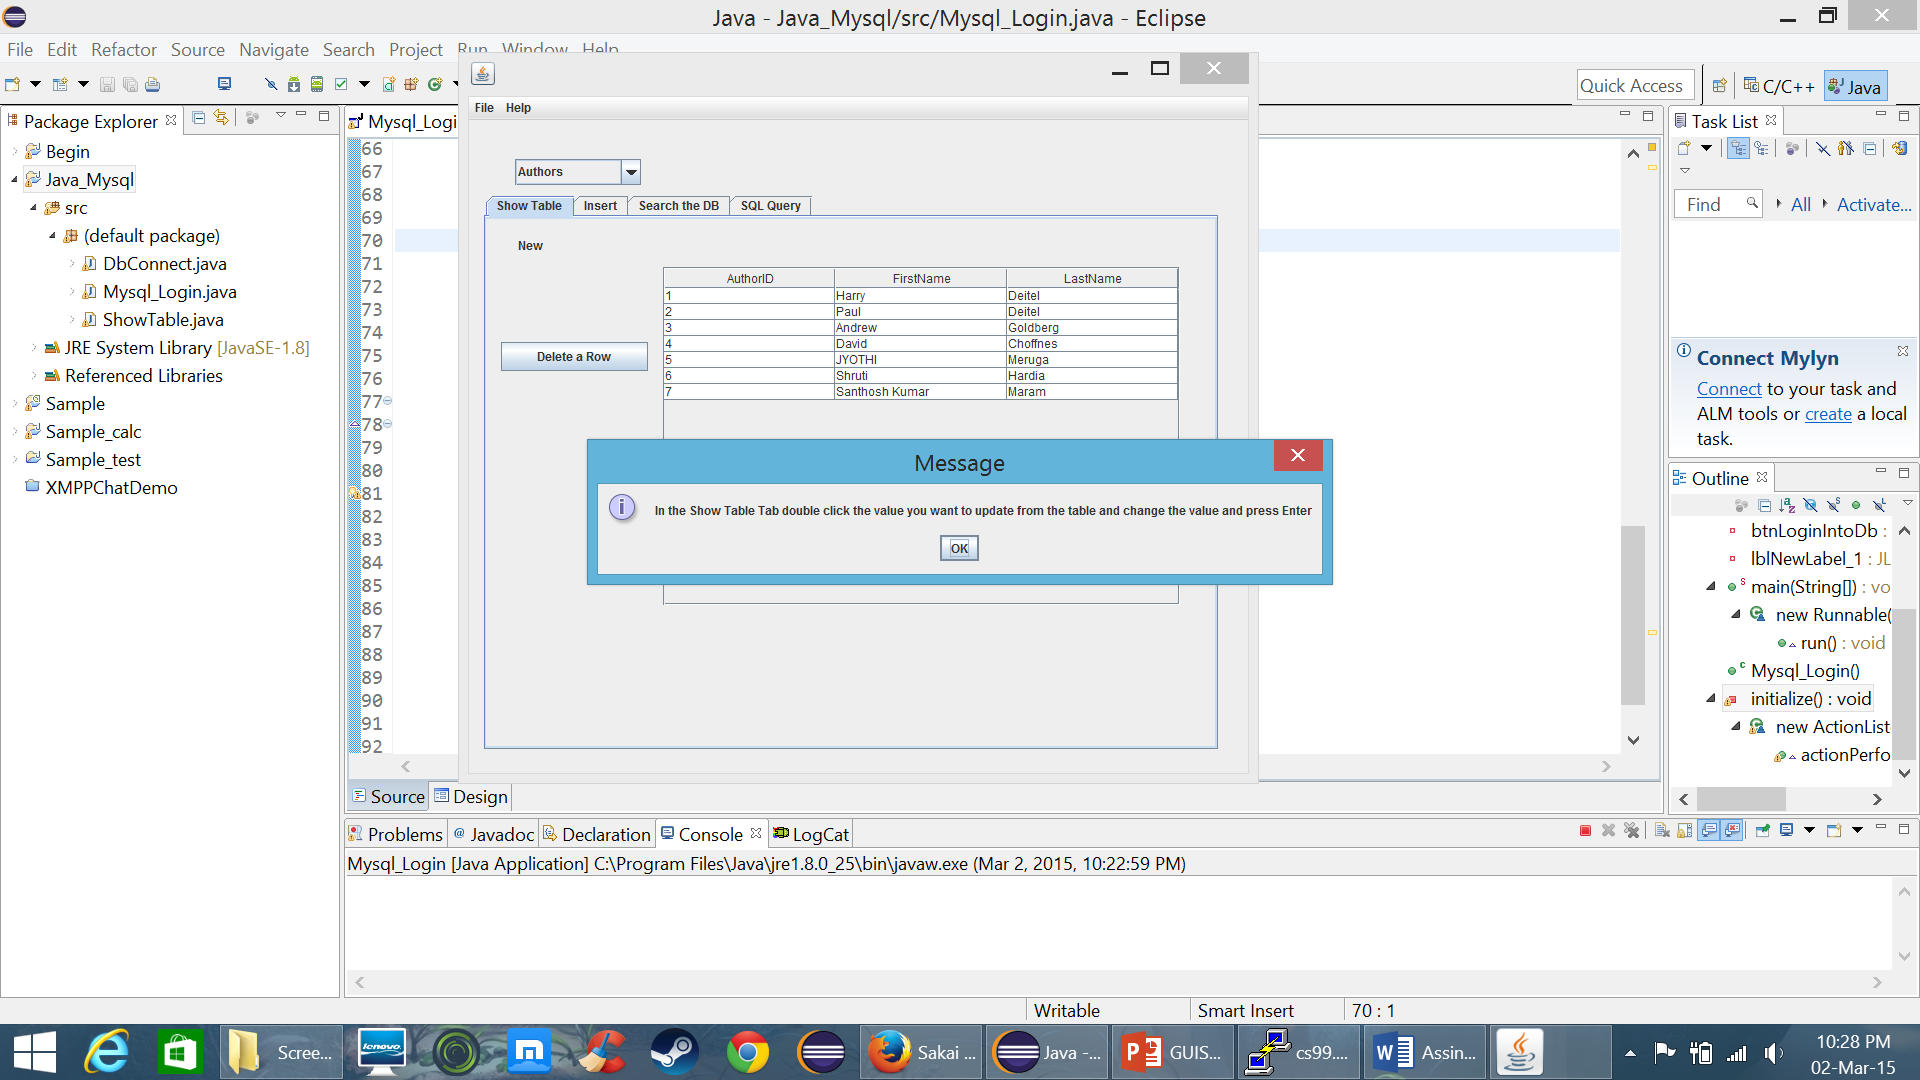 Java - Java_Mysql/src/Mysql_Login.java - Eclipse
File Edit Refactor Source Navigate Search Project Run Window Help
Quick Access
C/C++
Java
Package Explorer
Begin
Java_Mysql
src
(default package)
DbConnect.java
Mysql_Login.java
ShowTable.java
JRE System Library [JavaSE-1.8]
Referenced Libraries
Sample
Sample_calc
Sample_test
XMPPChatDemo
Mysql_Logi
66
67
68
69
70
71
72
73
74
75
76
77
78
79
80
81
82
83
84
85
86
87
88
89
90
91
92
File Help
Authors
Show Table Insert Search the DB SQL Query
New
Delete a Row
AuthorID FirstName LastName
1 Harry Deitel
2 Paul Deitel
3 Andrew Goldberg
4 David Choffnes
5 JYOTHI Meruga
6 Shruti Hardia
7 Santhosh Kumar Maram
Message
In the Show Table Tab double click the value you want to update from the table and change the value and press Enter
OK
Source Design
Task List
Find All Activate...
Connect Mylyn
Connect to your task and
ALM tools or create a local
task.
Outline
btnLoginIntoDb :
lblNewLabel_1 : JL
main(String[]) : vo
new Runnable(
run() : void
Mysql_Login()
initialize() : void
new ActionList
actionPerfo
Problems Javadoc Declaration Console LogCat
Mysql_Login [Java Application] C:\Program Files\Java\jre1.8.0_25\bin\javaw.exe (Mar 2, 2015, 10:22:59 PM)
Writable Smart Insert 70 : 1
Scree... lenovo Sakai ... Java -... GUIS... cs99.... Assin...
10:28 PM
02-Mar-15